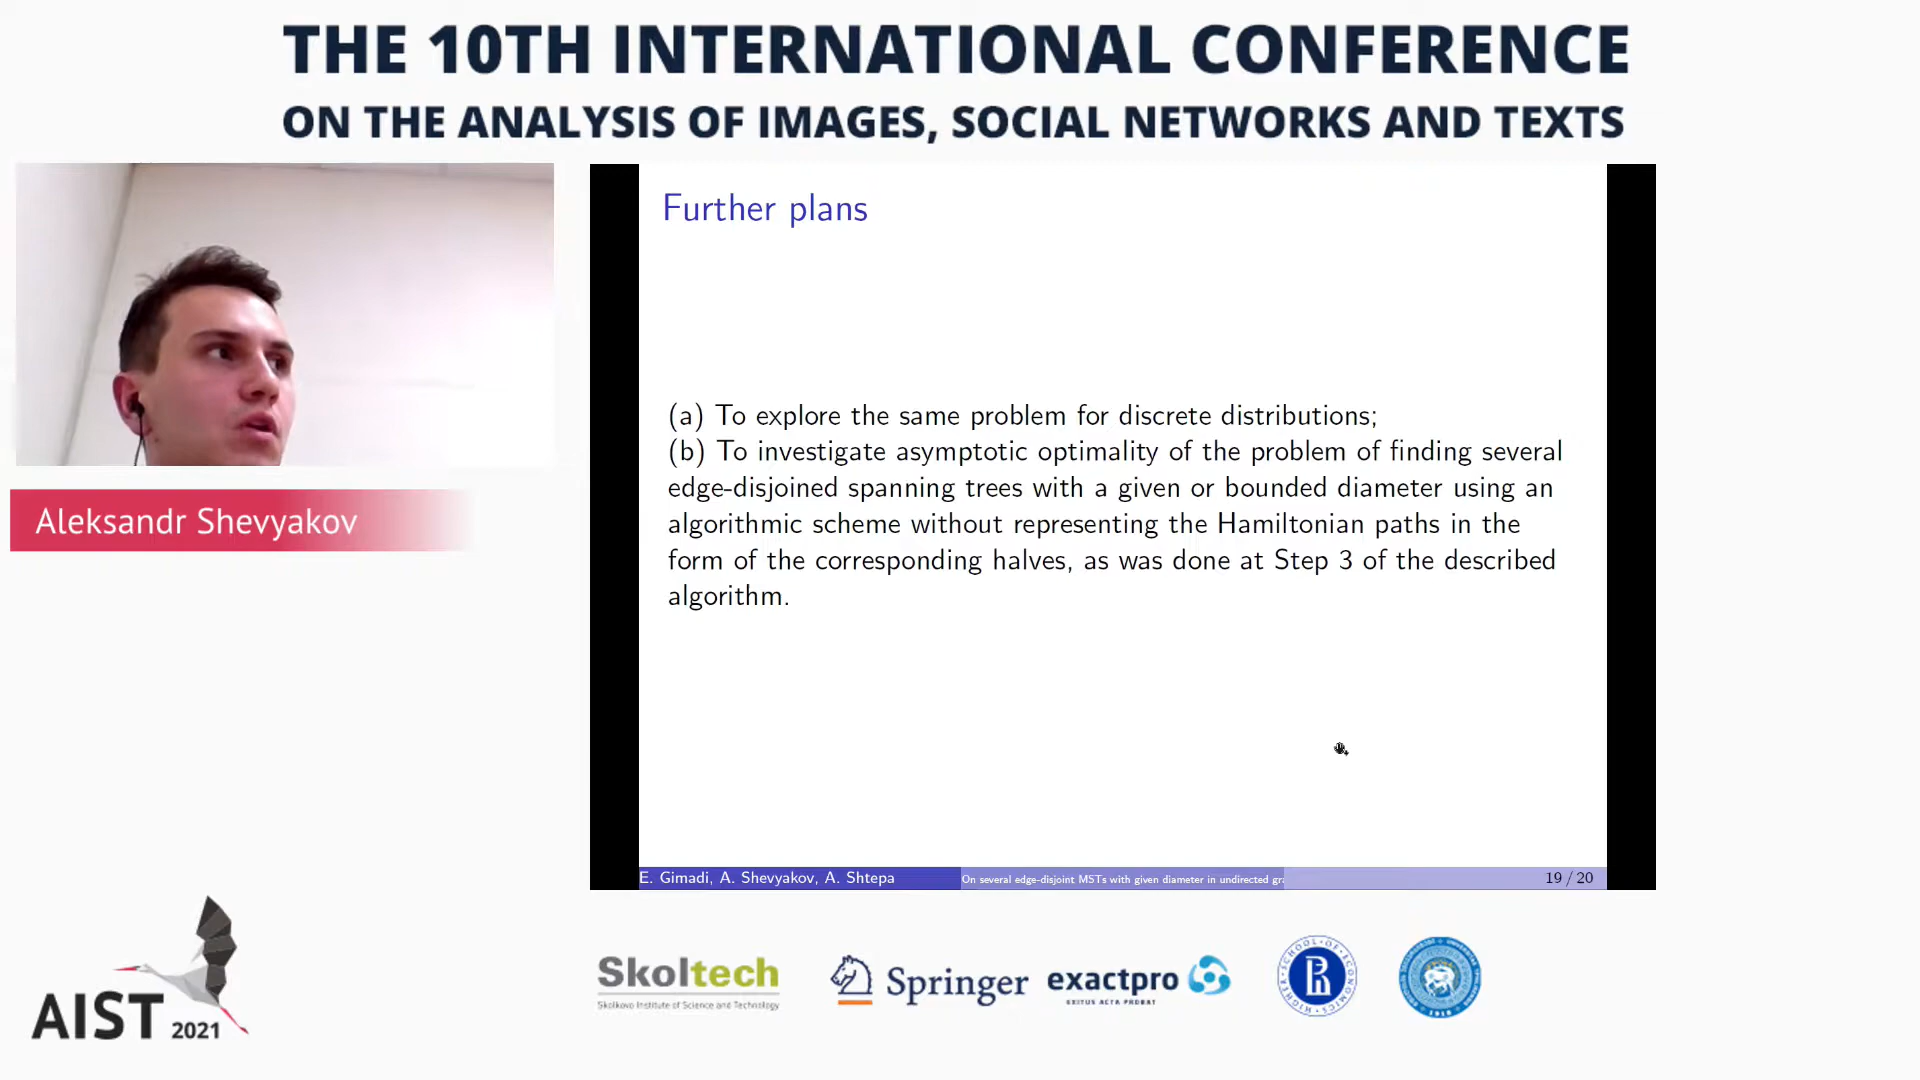 THE 10TH INTERNATIONAL CONFERENCE
ON THE ANALYSIS OF IMAGES, SOCIAL NETWORKS AND TEXTS
Further plans
(a) To explore the same problem for discrete distributions;
(b) To investigate asymptotic optimality of the problem of finding several
edge-disjoined spanning trees with a given or bounded diameter using an
algorithmic scheme without representing the Hamiltonian paths in the
form of the corresponding halves, as was done at Step 3 of the described
algorithm.
Aleksandr Shevyakov
E. Gimadi, A. Shevyakov, A. Shtepa
On several edge-disjoint MSTs with given diameter in undirected gra
19 / 20
AIST 2021
Skoltech
Skolkovo Institute of Science and Technology
Springer
exactpro
EXITUS ACTA PROBAT
HIGHER SCHOOL OF ECONOMICS